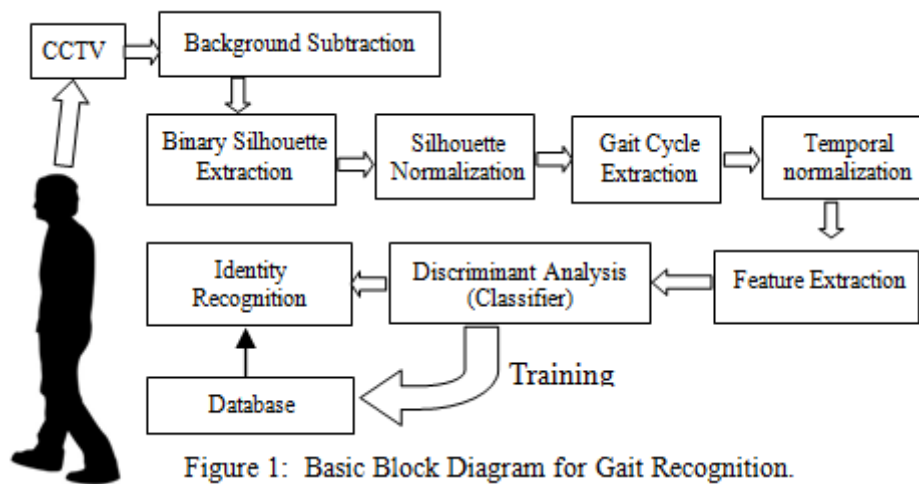 CCTV
Background Subtraction
Binary Silhouette
Extraction
Silhouette
Normalization
Gait Cycle
Extraction
Temporal
normalization
Identity
Recognition
Discriminant Analysis
(Classifier)
Feature Extraction
Training
Database
Figure 1:  Basic Block Diagram for Gait Recognition.